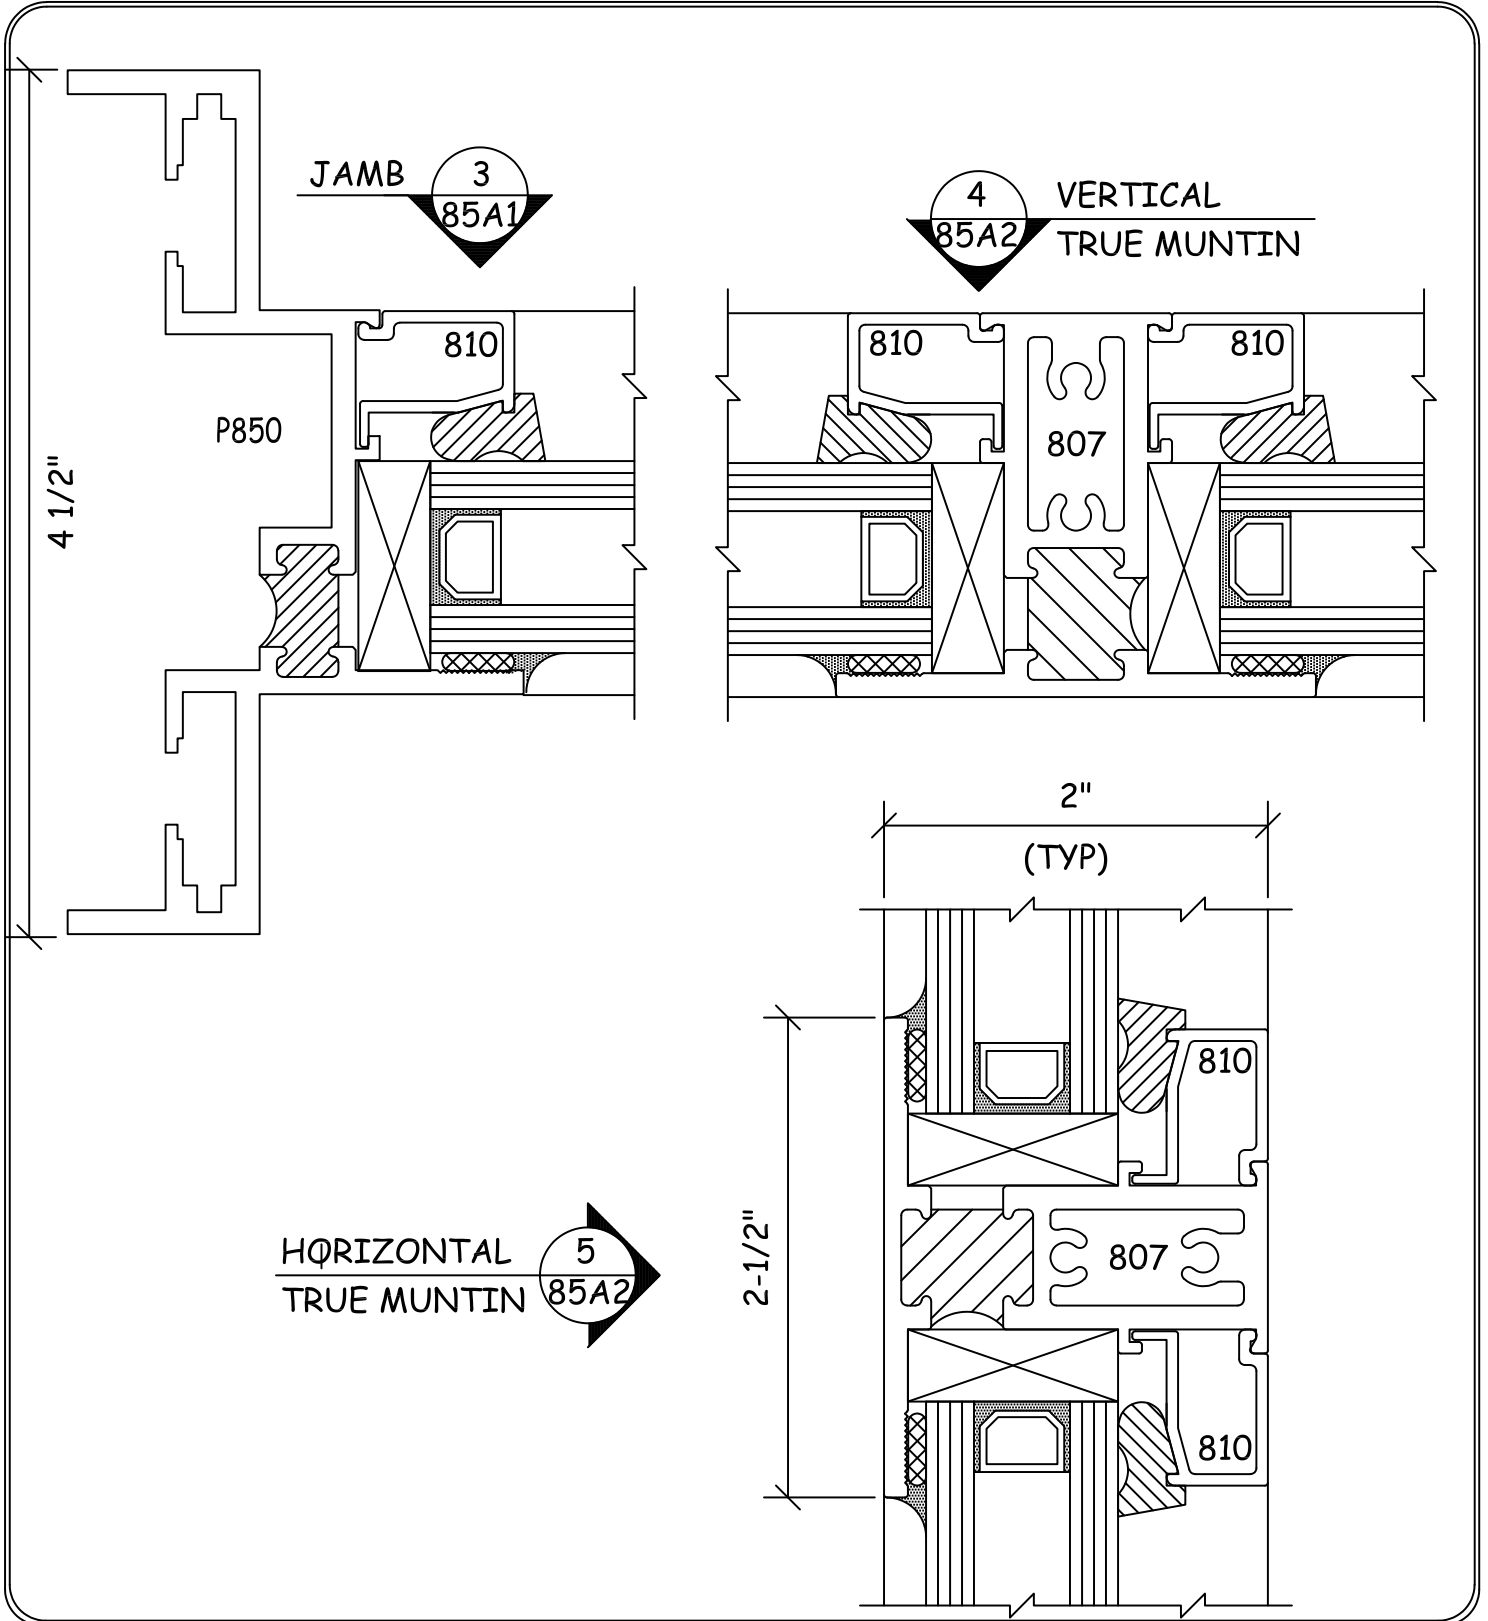 JAMB
3
85A1
4
85A2
VERTICAL
TRUE MUNTIN
810
810
810
P850
807
4 1/2"
2"
(TYP)
810
HORIZONTAL
TRUE MUNTIN
5
85A2
2-1/2"
807
810